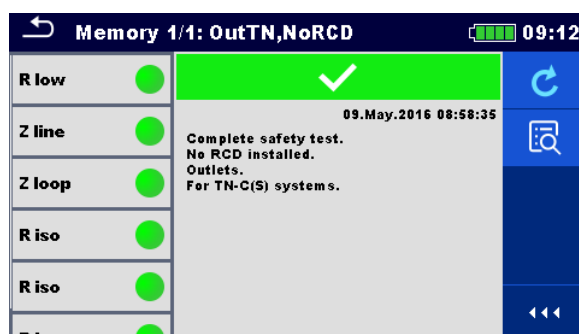 Memory 1/1: OutTN,NoRCD
09:12
R low
Z line
Z loop
R iso
R iso
09.May.2016 08:58:35
Complete safety test.
No RCD installed.
Outlets.
For TN-C(S) systems.